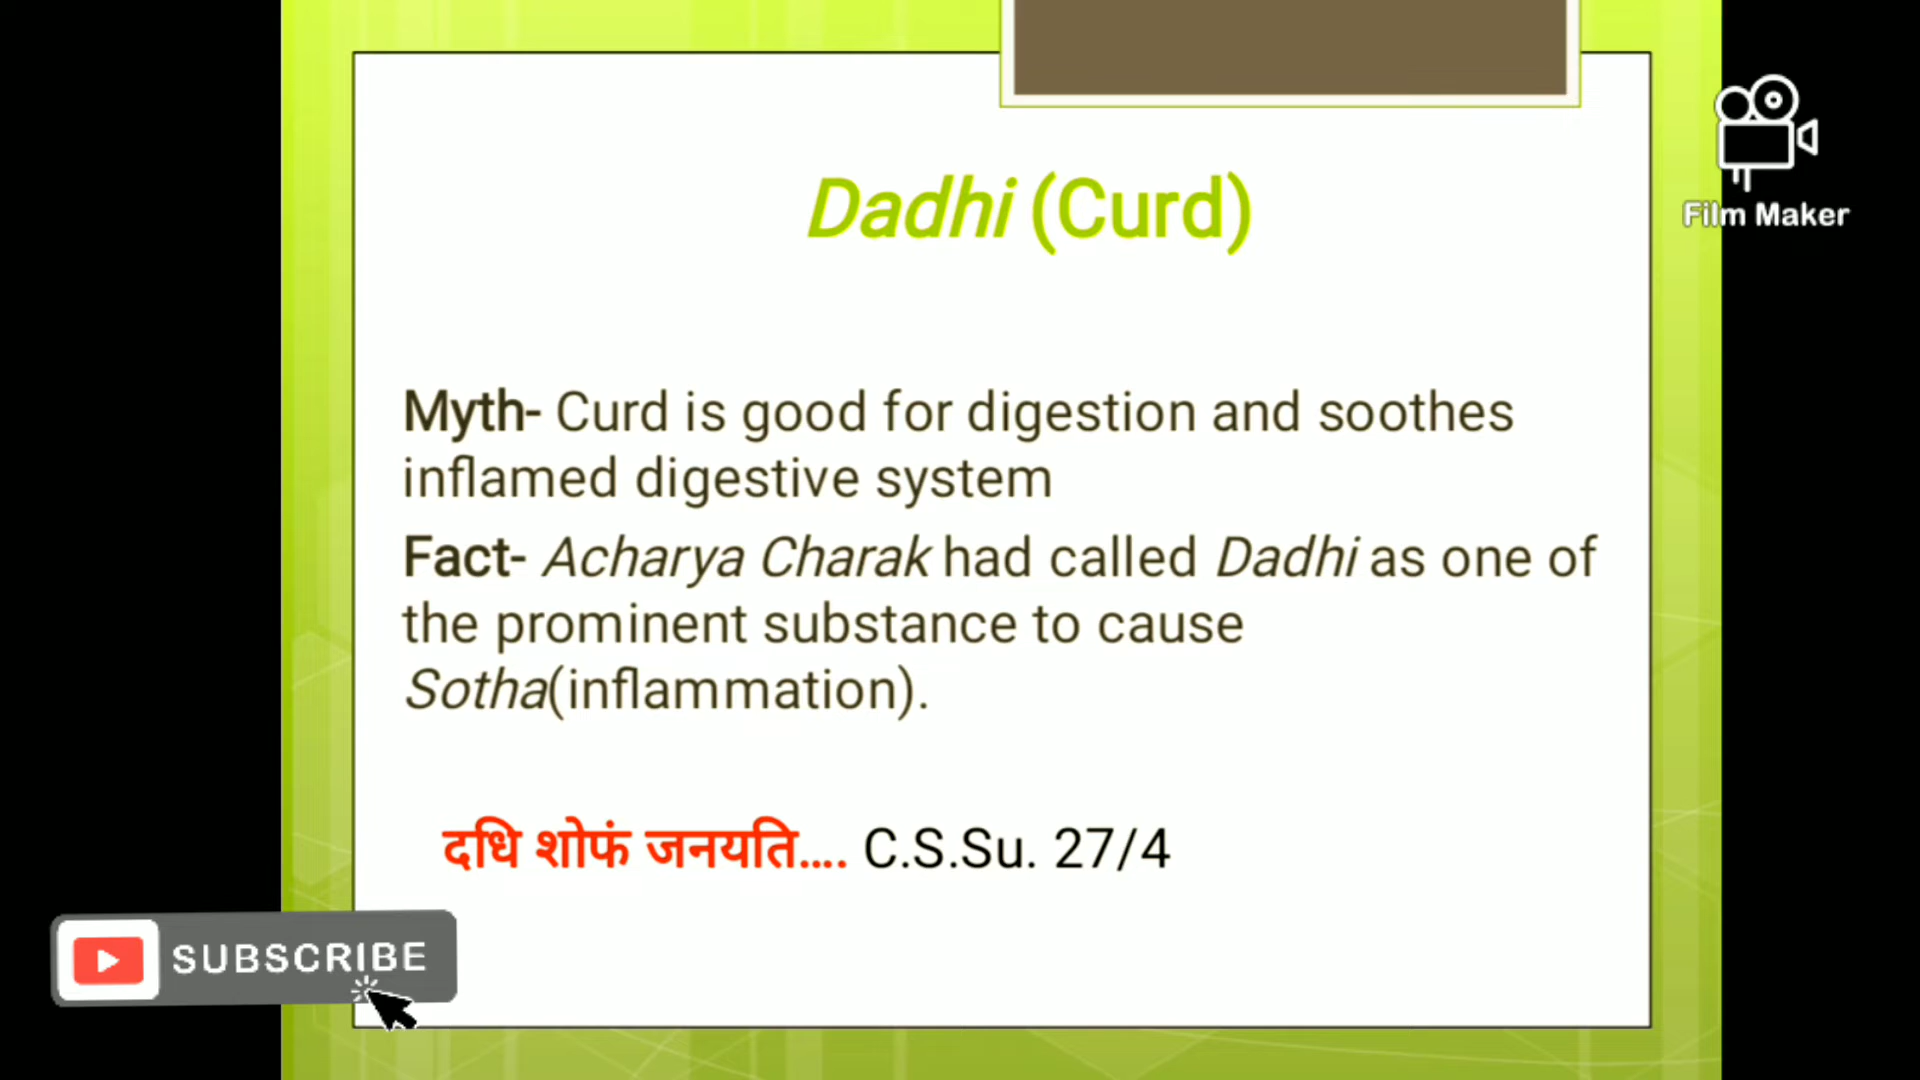 Dadhi (Curd)
Film Maker
Myth- Curd is good for digestion and soothes
inflamed digestive system
Fact- Acharya Charak had called Dadhi as one of
the prominent substance to cause
Sotha(inflammation).
दधि शोफं जनयति.... C.S.Su. 27/4
SUBSCRIBE